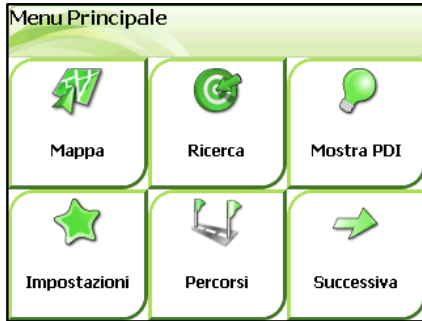 Menu Principale
Mappa
Ricerca
Mostra PDI
Impostazioni
Percorsi
Successiva